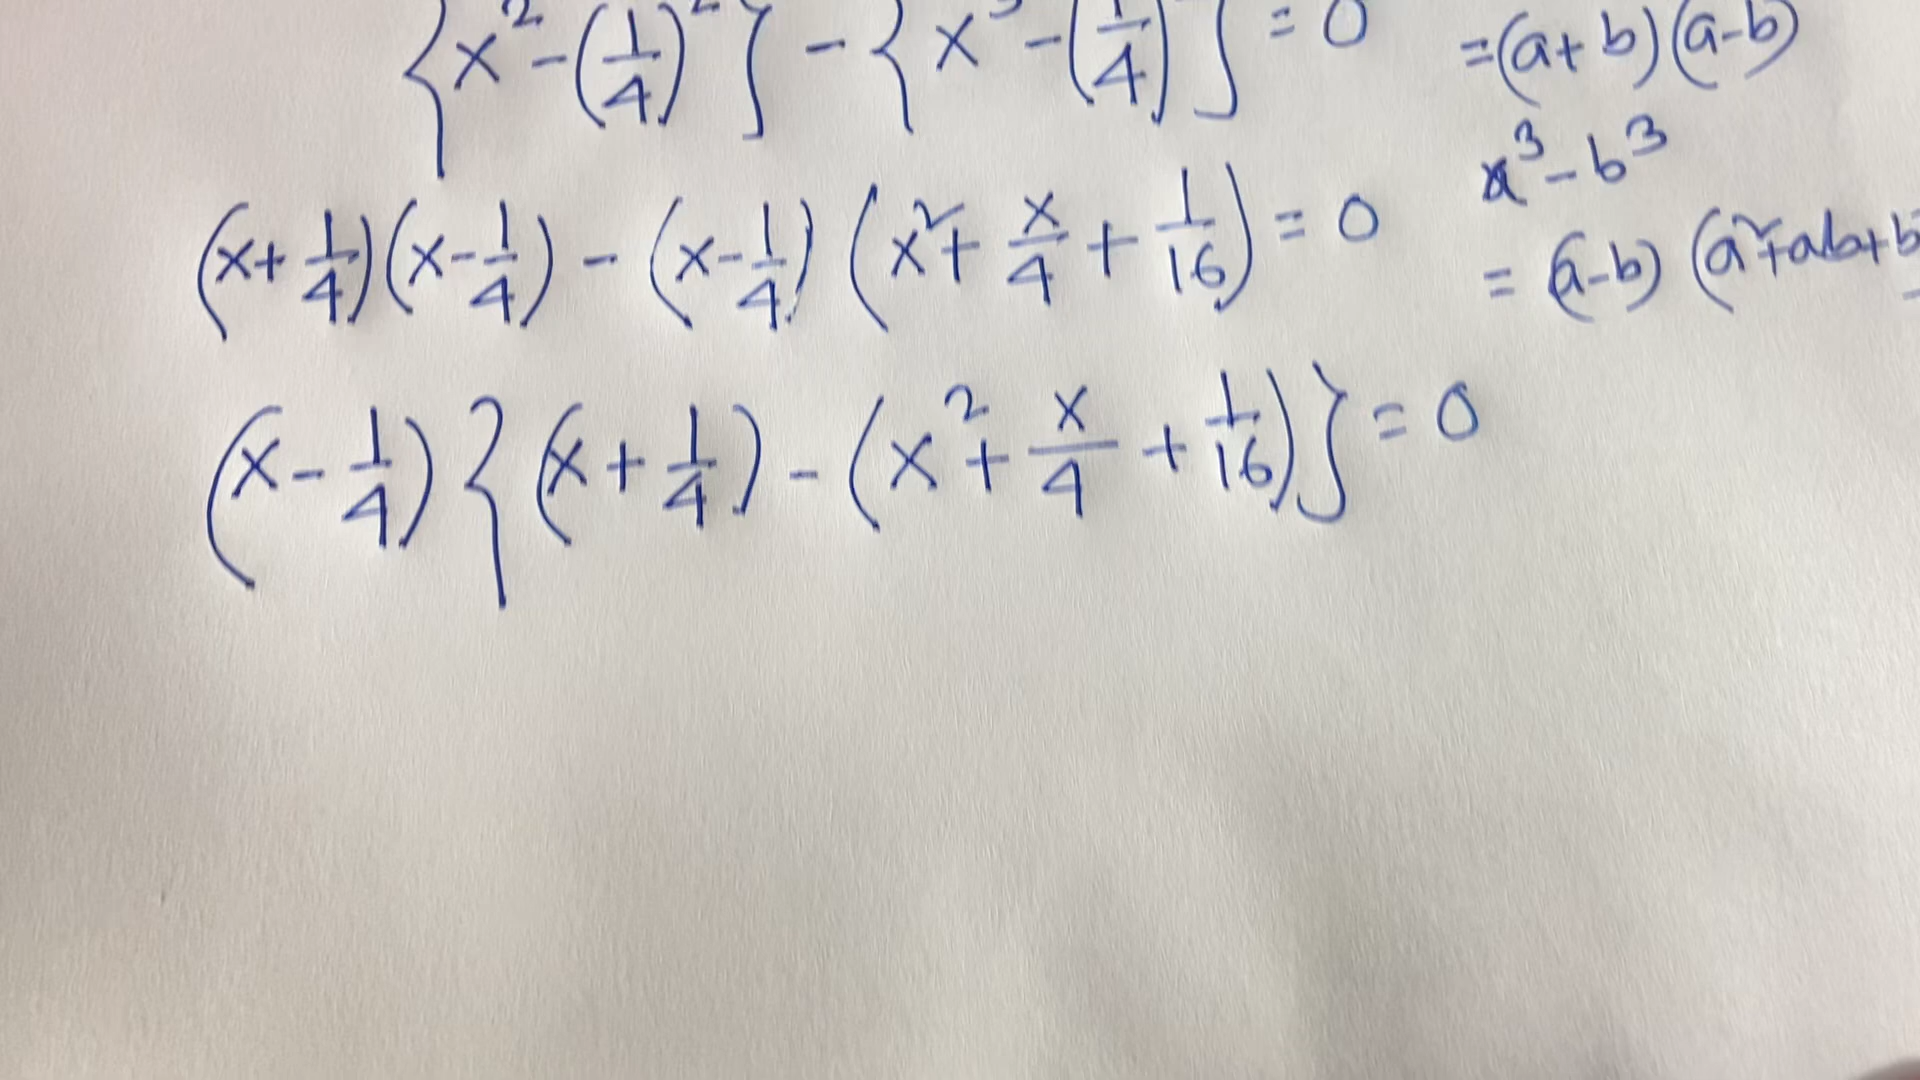 {x² - (1/4)²} - {x³ - (1/4)} = 0
= (a + b)(a - b)
a³ - b³
(x + 1/4)(x - 1/4) - (x - 1/4)(x² + x/4 + 1/16) = 0
= (a - b)(a² + ab + b
(x - 1/4){(x + 1/4) - (x² + x/4 + 1/16)} = 0